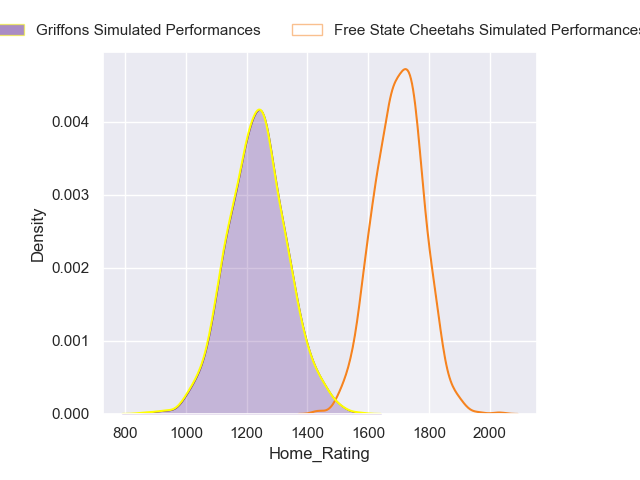 Griffons Simulated Performances
Free State Cheetahs Simulated Performances
0.004
0.003
0.002
0.001
0.000
Density
800 1000 1200 1400 1600 1800 2000
Home_Rating